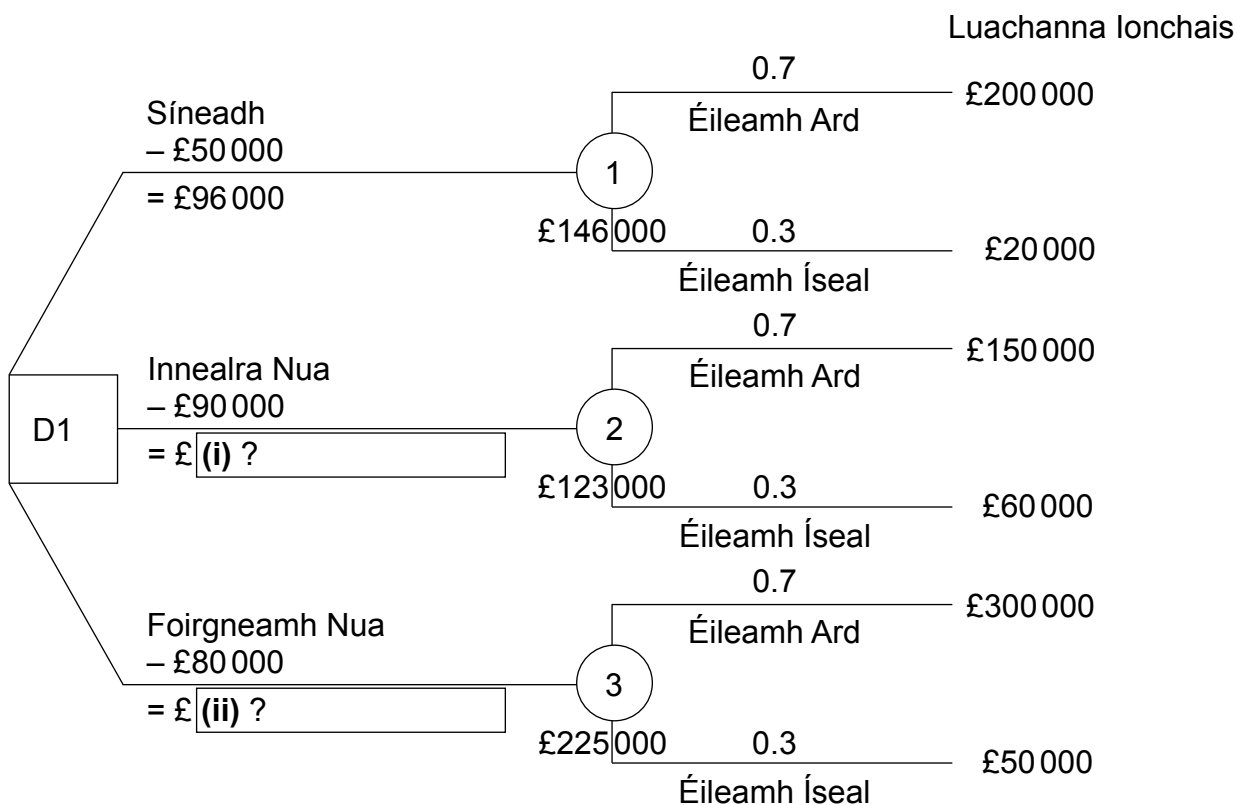 Luachanna Ionchais
0.7
£200 000
Síneadh
Éileamh Ard
– £50 000
1
= £96 000
£146 000
0.3
£20 000
Éileamh Íseal
0.7
£150 000
Innealra Nua
Éileamh Ard
– £90 000
D1
2
= £ (i) ?
£123 000
0.3
£60 000
Éileamh Íseal
0.7
£300 000
Foirgneamh Nua
Éileamh Ard
– £80 000
3
= £ (ii) ?
£225 000
0.3
£50 000
Éileamh Íseal